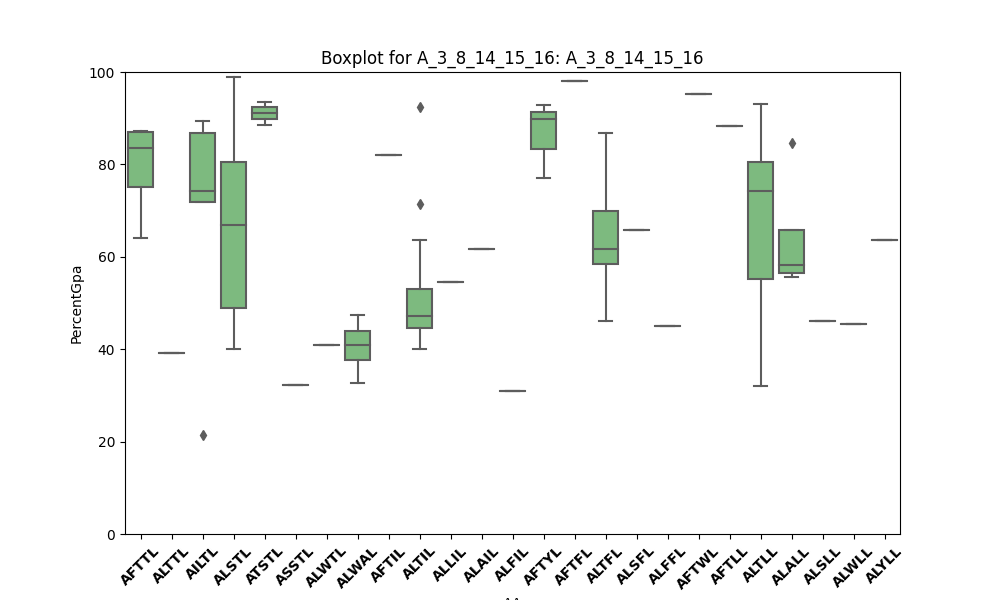 Boxplot for A_3_8_14_15_16: A_3_8_14_15_16
PercentGpa
100
80
60
40
20
0
AFTTL
ALTTL
AILTL
ALSTL
ATSTL
ASSTL
ALWTL
ALWAL
AFTIL
ALTIL
ALLIL
ALAIL
ALFIL
AFTYL
AFTFL
ALTFL
ALSFL
ALFFL
AFTWL
AFTLL
ALTLL
ALALL
ALSLL
ALWLL
ALYLL